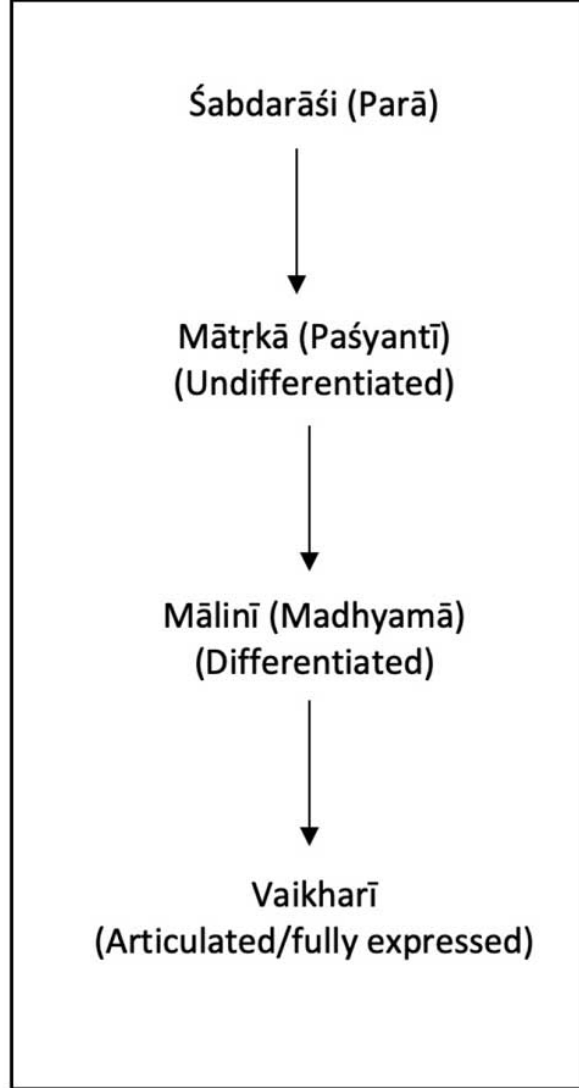 Śabdarāśi (Parā)
Mātṛkā (Paśyantī)
(Undifferentiated)
Mālinī (Madhyamā)
(Differentiated)
Vaikharī
(Articulated/fully expressed)